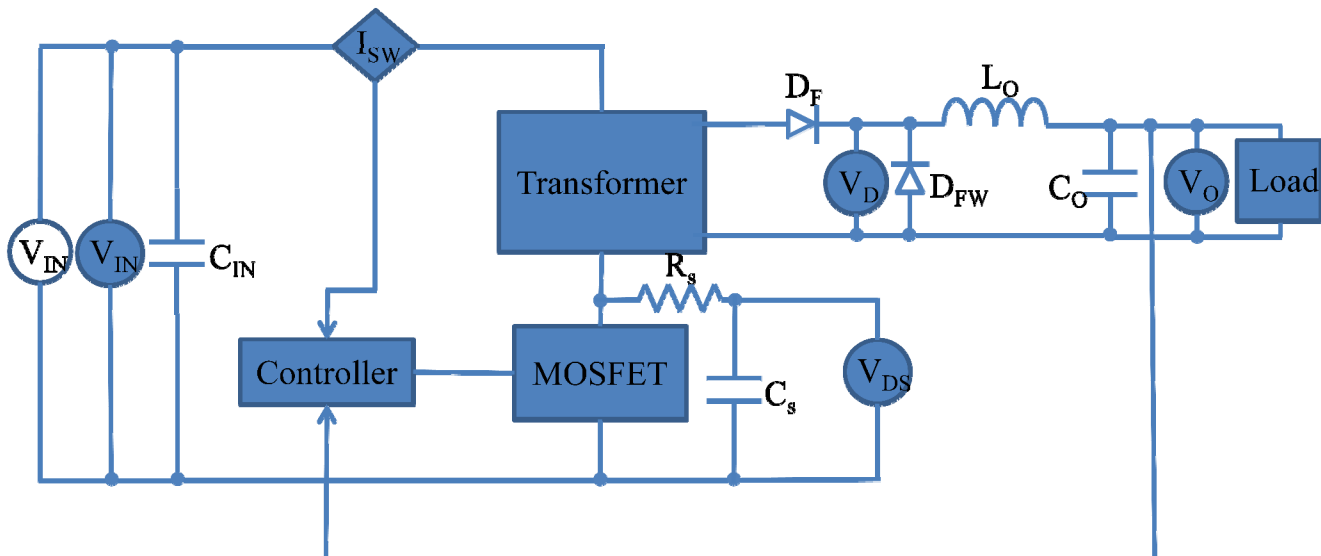 I_SW
D_F
L_O
Transformer
V_D
D_FW
C_O
V_O
Load
V_IN
V_IN
C_IN
R_s
Controller
MOSFET
C_s
V_DS